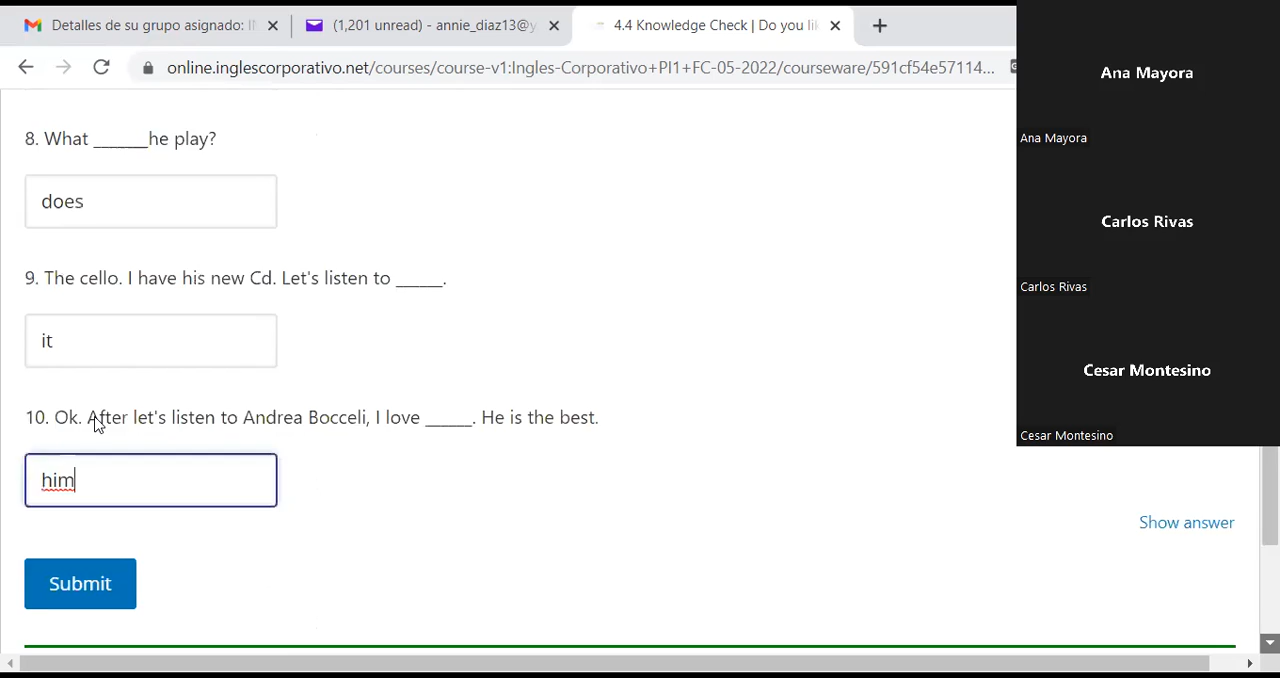 Detalles de su grupo asignado: I
(1,201 unread) - annie_diaz13@y
4.4 Knowledge Check | Do you li
online.inglescorporativo.net/courses/course-v1:Ingles-Corporativo+PI1+FC-05-2022/courseware/591cf54e57114...
8. What ______he play?
does
9. The cello. I have his new Cd. Let's listen to _____.
it
10. Ok. After let's listen to Andrea Bocceli, I love _____. He is the best.
him
Show answer
Submit
Ana Mayora
Ana Mayora
Carlos Rivas
Carlos Rivas
Cesar Montesino
Cesar Montesino